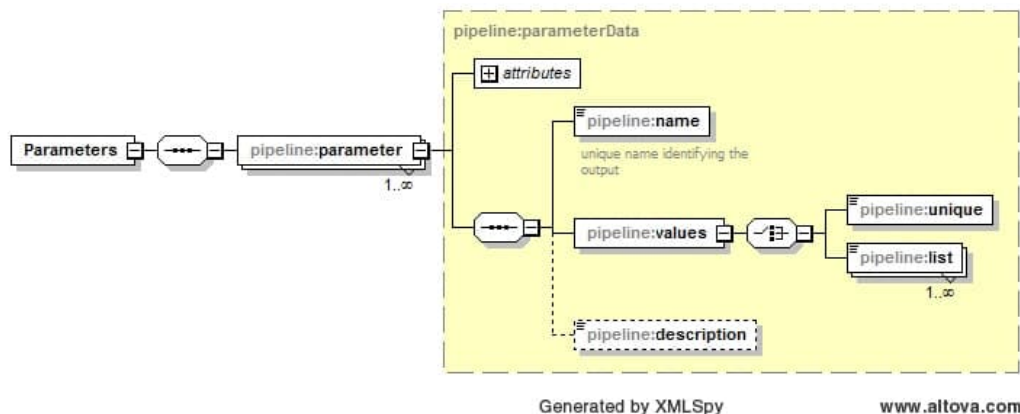 pipeline:parameterData
attributes
Parameters
pipeline:parameter
1..∞
pipeline:name
unique name identifying the
output
pipeline:values
pipeline:unique
pipeline:list
1..∞
pipeline:description
Generated by XMLSpy
www.altova.com